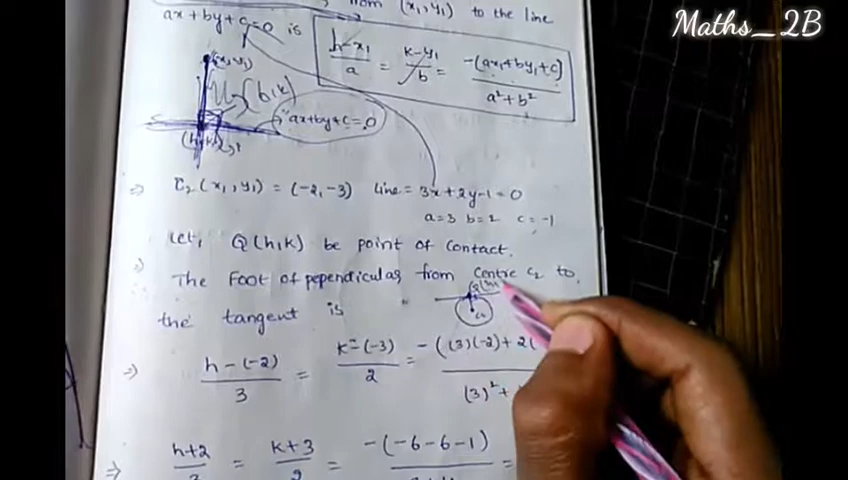 Maths_2B
from (x₁,y₁) to the line
ax+by+c=0 is
h-x₁/a = k-y₁/b = -(ax₁+by₁+c)/a²+b²
(x₁,y₁)
(h,k)
ax+by+c=0
⇒ C₂(x₁,y₁) = (-2,-3) Line = 3x+2y-1=0
a=3 b=2 c=-1
Let, Q(h,k) be point of contact.
⇒ The Foot of pependicular from centre C₂ to
the tangent is
⇒ h-(-2)/3 = k-(-3)/2 = -((3)(-2)+2(
(3)²+
⇒ h+2/3 = k+3/2 = -(-6-6-1)